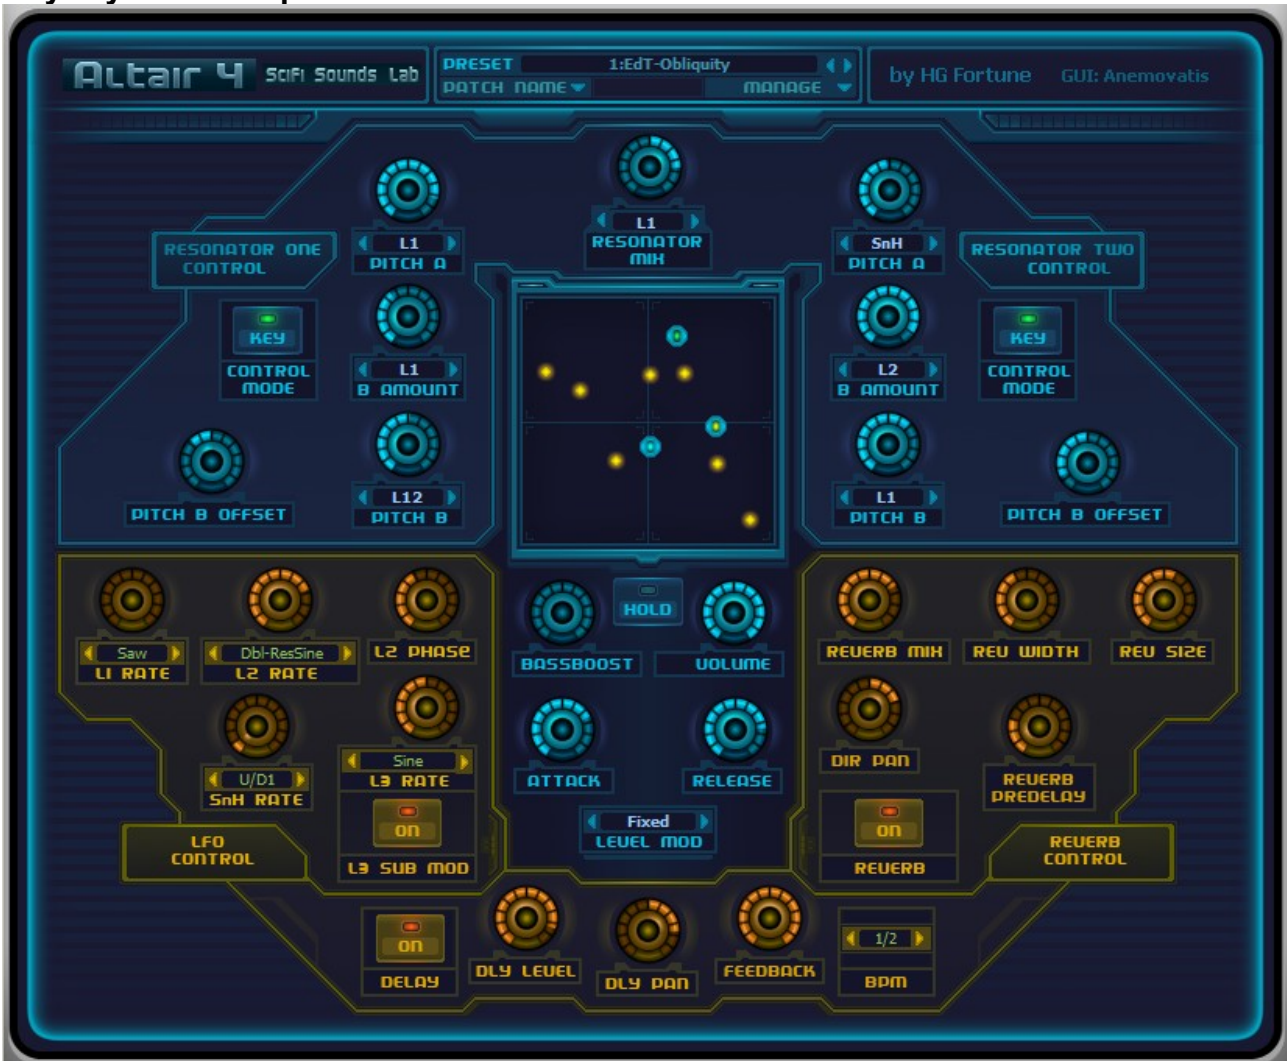 Altair 4 SciFi Sounds Lab
PRESET 1:EdT-Obliquity
PATCH NAME MANAGE
by HG Fortune GUI: Anemovatis
L1
RESONATOR
MIX
RESONATOR ONE
CONTROL
L1
PITCH A
SnH
PITCH A
RESONATOR TWO
CONTROL
KEY
CONTROL
MODE
L1
B AMOUNT
L2
B AMOUNT
KEY
CONTROL
MODE
PITCH B OFFSET
L12
PITCH B
L1
PITCH B
PITCH B OFFSET
Saw
L1 RATE
Dbl-ResSine
L2 RATE
L2 PHASE
HOLD
BASSBOOST
VOLUME
REVERB MIX
REV WIDTH
REV SIZE
U/D1
SnH RATE
Sine
L3 RATE
ATTACK
RELEASE
DIR PAN
REVERB
PREDELAY
LFO
CONTROL
ON
L3 SUB MOD
Fixed
LEVEL MOD
ON
REVERB
REVERB
CONTROL
ON
DELAY
DLY LEVEL
DLY PAN
FEEDBACK
1/2
BPM